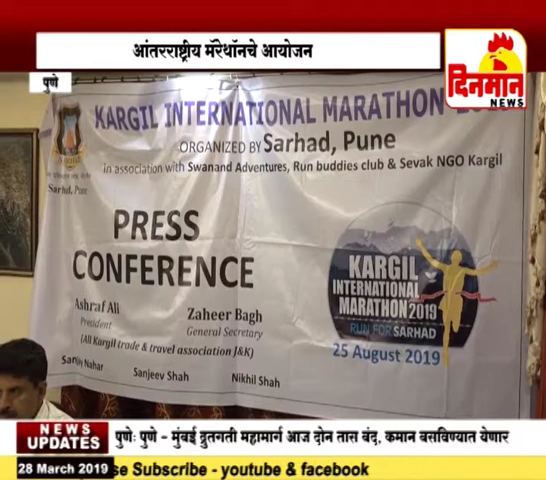 आंतरराष्ट्रीय मॅरेथॉनचे आयोजन
पुणे
दिनमान
NEWS
KARGIL INTERNATIONAL MARATHON
ORGANIZED BY Sarhad, Pune
in association with Swanand Adventures, Run buddies club & Sevak NGO Kargil
Sarhad, Pune
PRESS
CONFERENCE
Ashraf Ali
President
Zaheer Bagh
General Secretary
(All Kargil trade & travel association J&K)
Sanjay Nahar
Sanjeev Shah
Nikhil Shah
KARGIL
INTERNATIONAL
MARATHON 2019
RUN FOR SARHAD
25 August 2019
NEWS
UPDATES
पुणे: पुणे - मुंबई द्रुतगती महामार्ग आज दोन तास बंद, कमान बसविण्यात येणार
28 March 2019
se Subscribe - youtube & facebook